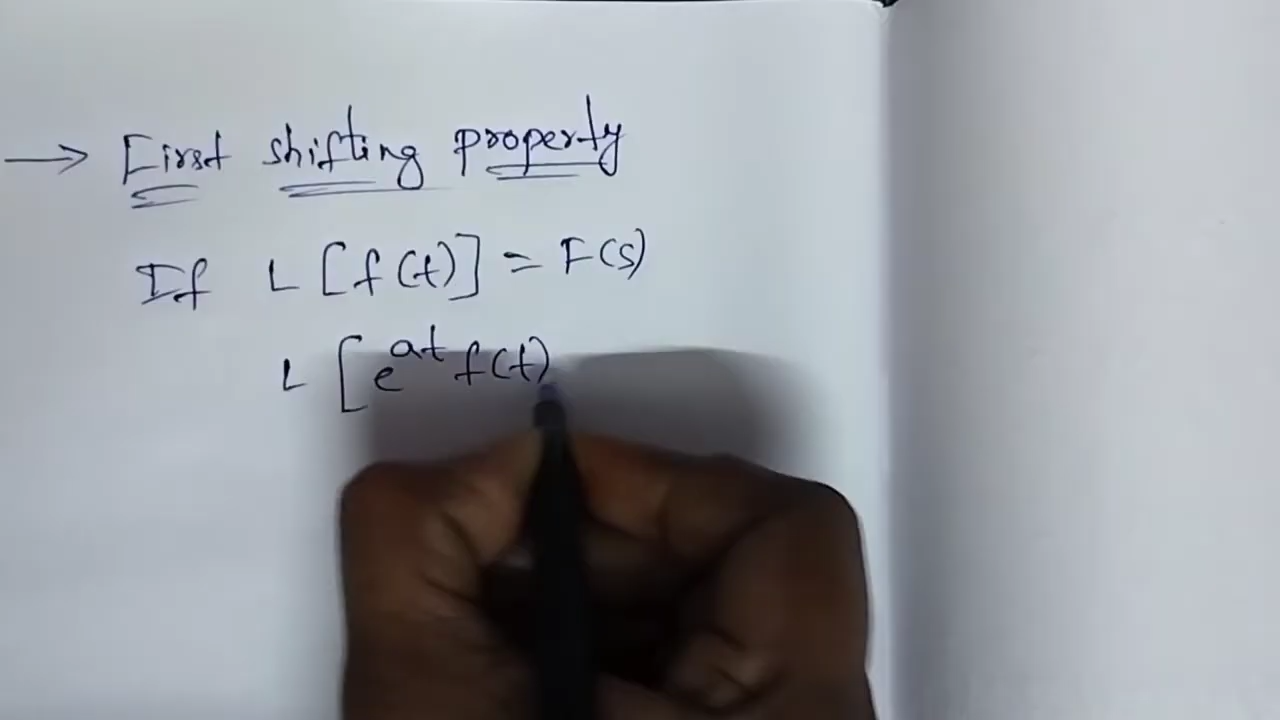 → First shifting property
If L[f(t)] = F(s)
L[e^{at} f(t)